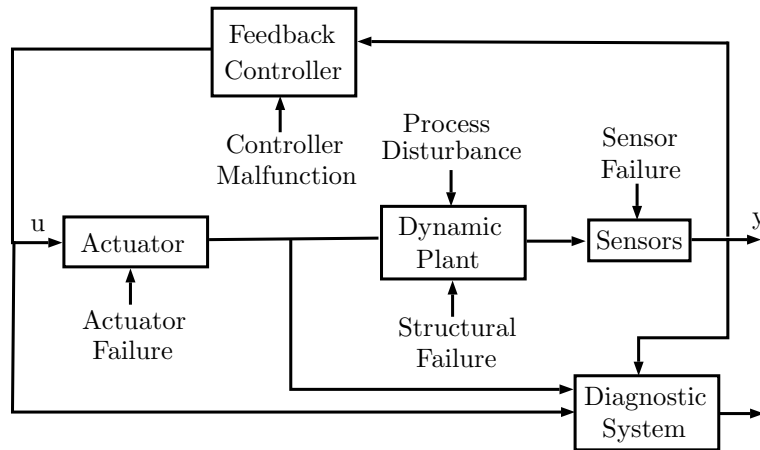 Feedback
Controller
Controller
Malfunction
Process
Disturbance
Sensor
Failure
u
Actuator
Dynamic
Plant
Sensors
y
Actuator
Failure
Structural
Failure
Diagnostic
System